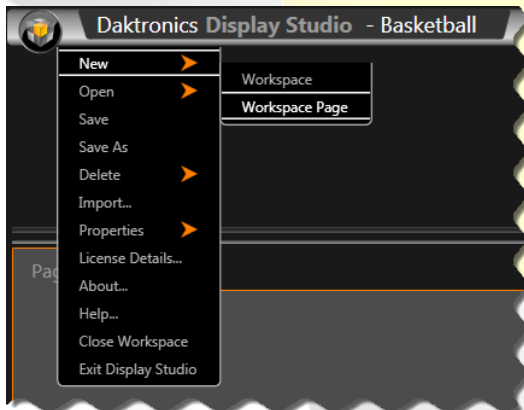 Daktronics Display Studio - Basketball
New
Workspace
Open
Workspace Page
Save
Save As
Delete
Import...
Properties
License Details...
Pag
About...
Help...
Close Workspace
Exit Display Studio